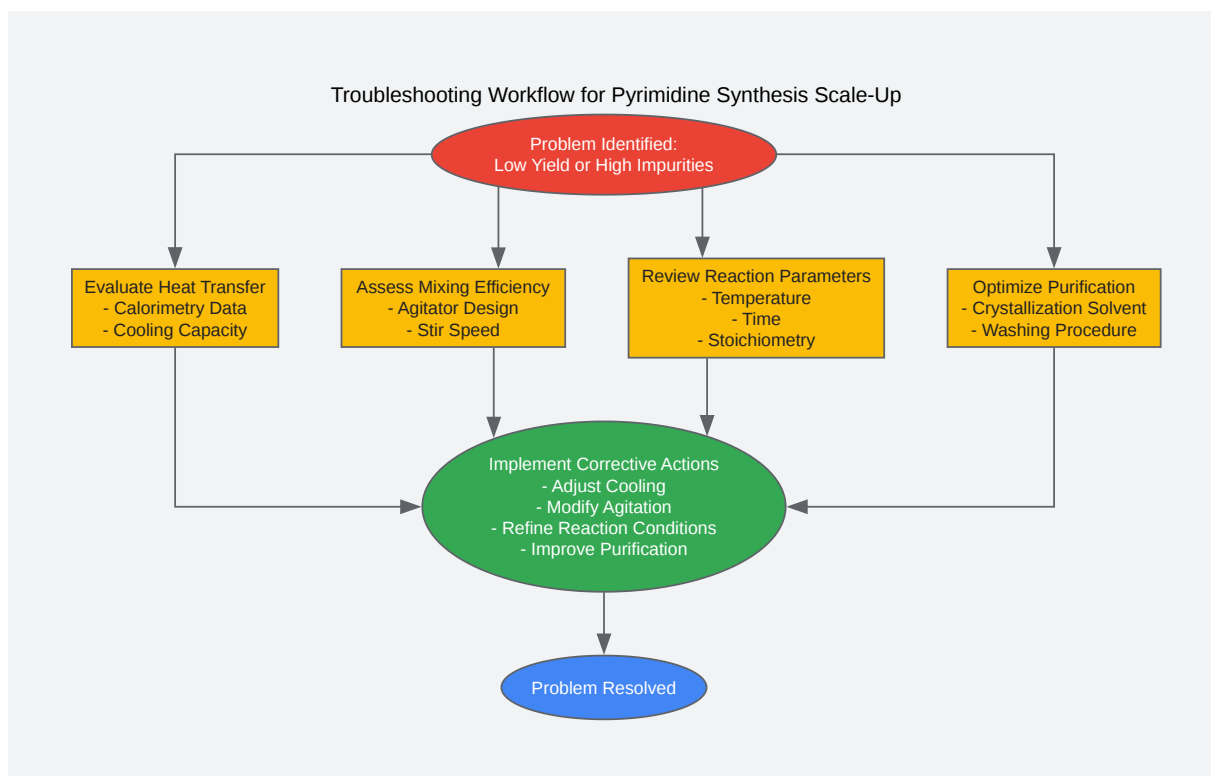 Troubleshooting Workflow for Pyrimidine Synthesis Scale-Up
Problem Identified:
Low Yield or High Impurities
Evaluate Heat Transfer
- Calorimetry Data
- Cooling Capacity
Assess Mixing Efficiency
- Agitator Design
- Stir Speed
Review Reaction Parameters
- Temperature
- Time
- Stoichiometry
Optimize Purification
- Crystallization Solvent
- Washing Procedure
Implement Corrective Actions
- Adjust Cooling
- Modify Agitation
- Refine Reaction Conditions
- Improve Purification
Problem Resolved